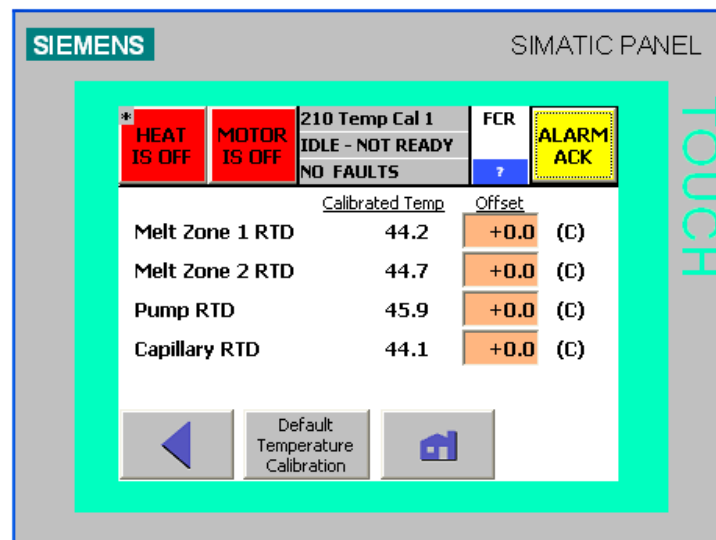 SIEMENS
SIMATIC PANEL
TOUCH
*
HEAT
IS OFF
MOTOR
IS OFF
210 Temp Cal 1
IDLE - NOT READY
NO FAULTS
FCR
?
ALARM
ACK
Calibrated Temp Offset
Melt Zone 1 RTD 44.2 +0.0 (C)
Melt Zone 2 RTD 44.7 +0.0 (C)
Pump RTD 45.9 +0.0 (C)
Capillary RTD 44.1 +0.0 (C)
Default
Temperature
Calibration